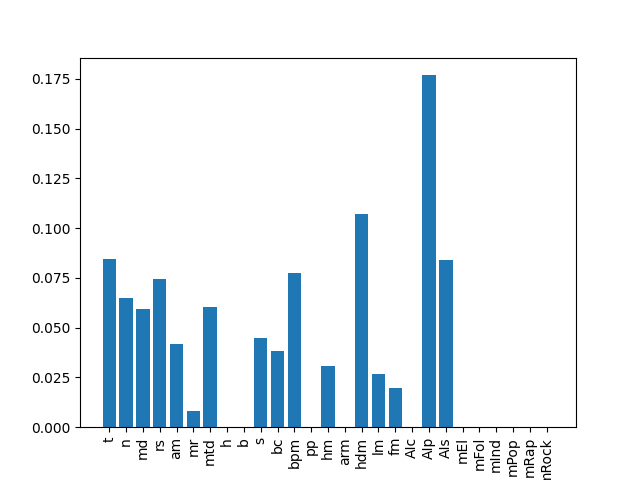 0.175
0.150
0.125
0.100
0.075
0.050
0.025
0.000
t
n
md
rs
am
mr
mtd
h
b
s
bc
bpm
pp
hm
arm
hdm
lm
fm
Alc
Alp
Als
mEl
mFol
mInd
mPop
mRap
mRock